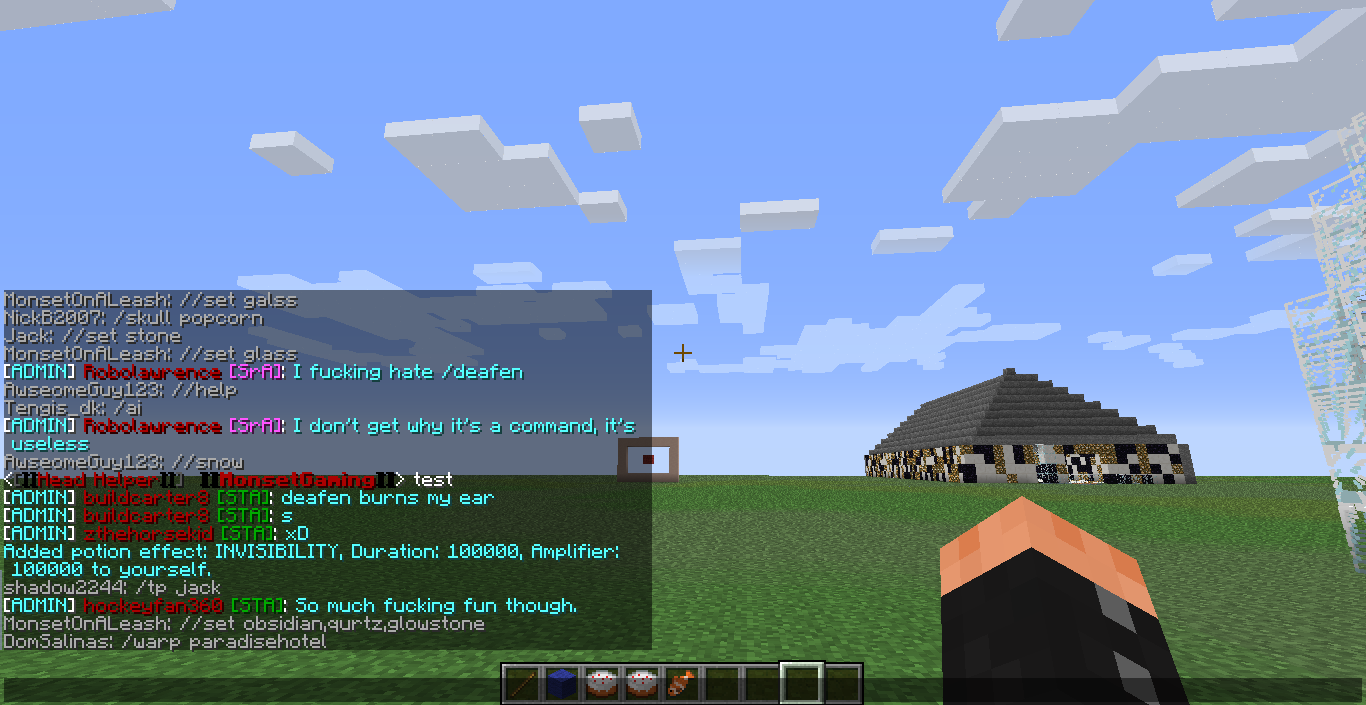 MonsetOnALeash: //set galss
NickB2007: /skull popcorn
Jack: //set stone
MonsetOnALeash: //set glass
[ADMIN] Robolawrence [SrA]: I fucking hate /deafen
AwseomeGuy123: //help
Tengis_dk: /ai
[ADMIN] Robolawrence [SrA]: I don't get why it's a command, it's
useless
AwseomeGuy123: //snow
<[[Head Helper]] [[MonsetGaming]]> test
[ADMIN] buildcarter8 [STA]: deafen burns my ear
[ADMIN] buildcarter8 [STA]: s
[ADMIN] zthehorsekid [STA]: xD
Added potion effect: INVISIBILITY, Duration: 100000, Amplifier:
100000 to yourself.
shadow2244: /tp jack
[ADMIN] hockeyfan360 [STA]: So much fucking fun though.
MonsetOnALeash: //set obsidian,qurtz,glowstone
DomSalinas: /warp paradisehotel